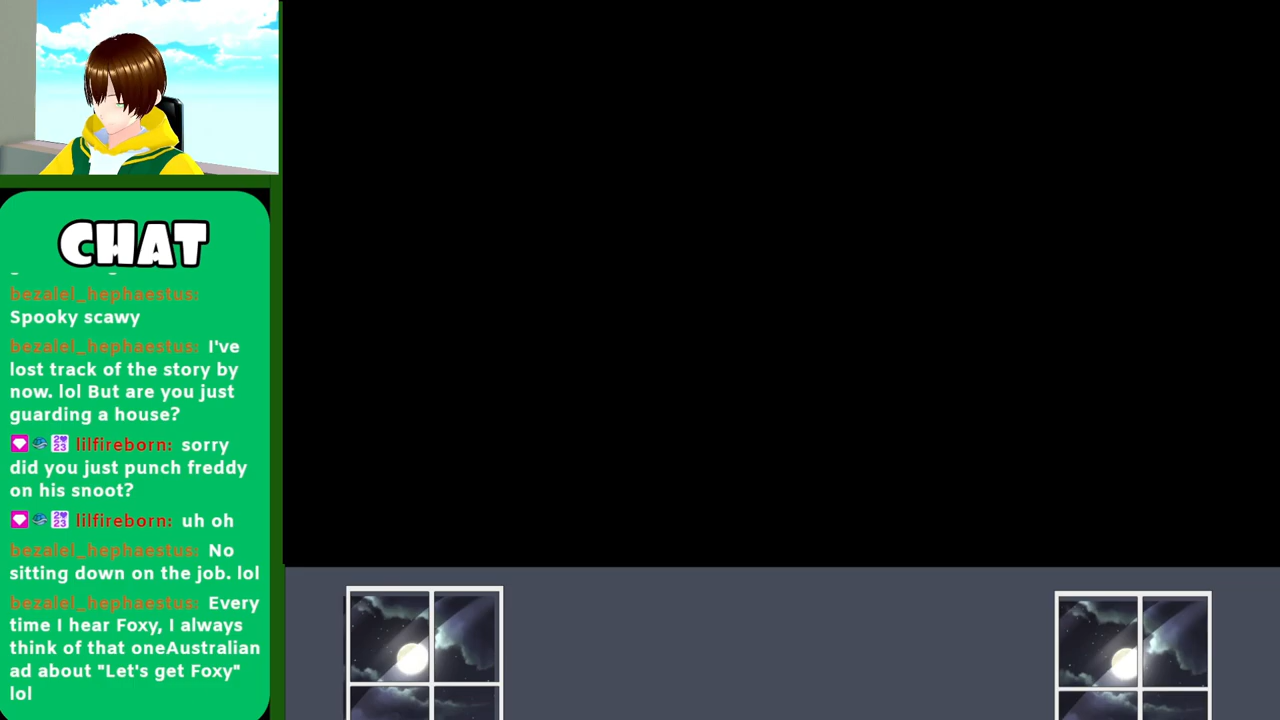 CHAT
bezalel_hephaestus:
Spooky scawy
bezalel_hephaestus: I've
lost track of the story by
now. lol But are you just
guarding a house?
lilfireborn: sorry
did you just punch freddy
on his snoot?
lilfireborn: uh oh
bezalel_hephaestus: No
sitting down on the job. lol
bezalel_hephaestus: Every
time I hear Foxy, I always
think of that oneAustralian
ad about "Let's get Foxy"
lol